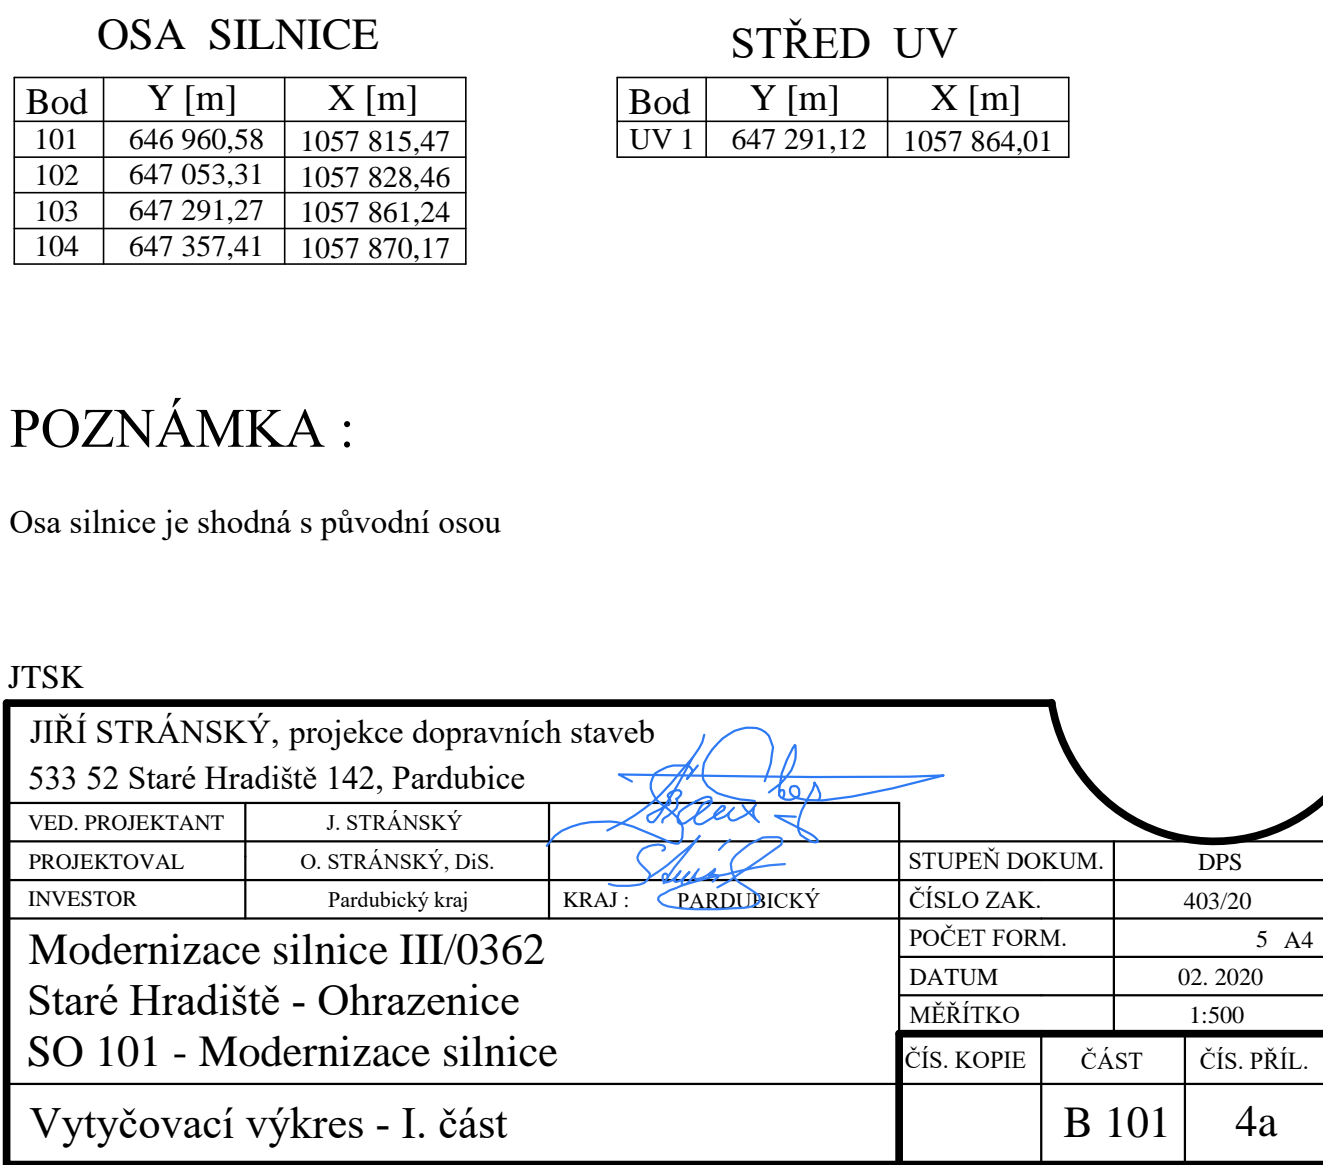 OSA SILNICE
Bod Y [m] X [m]
101 646 960,58 1057 815,47
102 647 053,31 1057 828,46
103 647 291,27 1057 861,24
104 647 357,41 1057 870,17
STŘED UV
Bod Y [m] X [m]
UV 1 647 291,12 1057 864,01
POZNÁMKA :
Osa silnice je shodná s původní osou
JTSK
JIŘÍ STRÁNSKÝ, projekce dopravních staveb
533 52 Staré Hradiště 142, Pardubice
VED. PROJEKTANT J. STRÁNSKÝ
PROJEKTOVAL O. STRÁNSKÝ, DiS.
INVESTOR Pardubický kraj KRAJ : PARDUBICKÝ
STUPEŇ DOKUM. DPS
ČÍSLO ZAK. 403/20
POČET FORM. 5 A4
DATUM 02. 2020
MĚŘÍTKO 1:500
Modernizace silnice III/0362
Staré Hradiště - Ohrazenice
SO 101 - Modernizace silnice
Vytyčovací výkres - I. část
ČÍS. KOPIE ČÁST ČÍS. PŘÍL.
B 101 4a